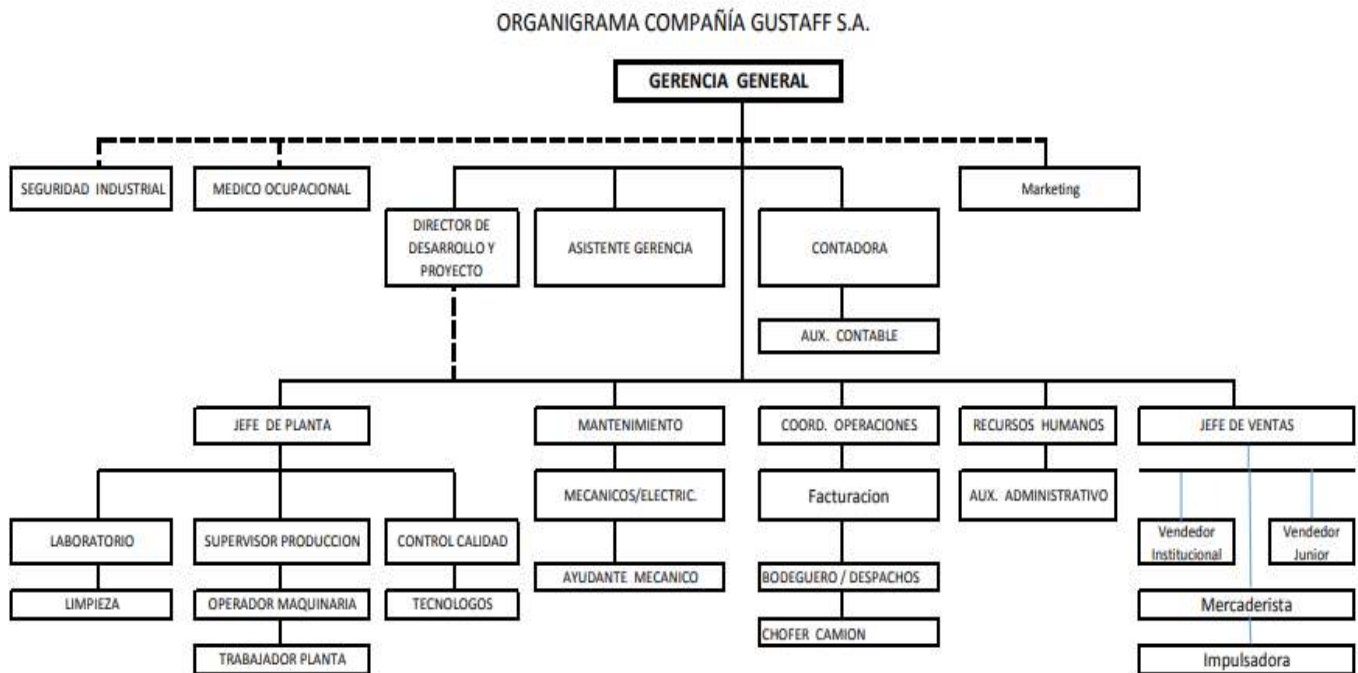 ORGANIGRAMA COMPAÑÍA GUSTAFF S.A.
GERENCIA GENERAL
SEGURIDAD INDUSTRIAL
MEDICO OCUPACIONAL
Marketing
DIRECTOR DE
DESARROLLO Y
PROYECTO
ASISTENTE GERENCIA
CONTADORA
AUX. CONTABLE
JEFE DE PLANTA
MANTENIMIENTO
COORD. OPERACIONES
RECURSOS HUMANOS
JEFE DE VENTAS
MECANICOS/ELECTRIC.
Facturacion
AUX. ADMINISTRATIVO
LABORATORIO
SUPERVISOR PRODUCCION
CONTROL CALIDAD
Vendedor
Institucional
Vendedor
Junior
AYUDANTE MECANICO
BODEGUERO / DESPACHOS
LIMPIEZA
OPERADOR MAQUINARIA
TECNOLOGOS
Mercaderista
CHOFER CAMION
TRABAJADOR PLANTA
Impulsadora